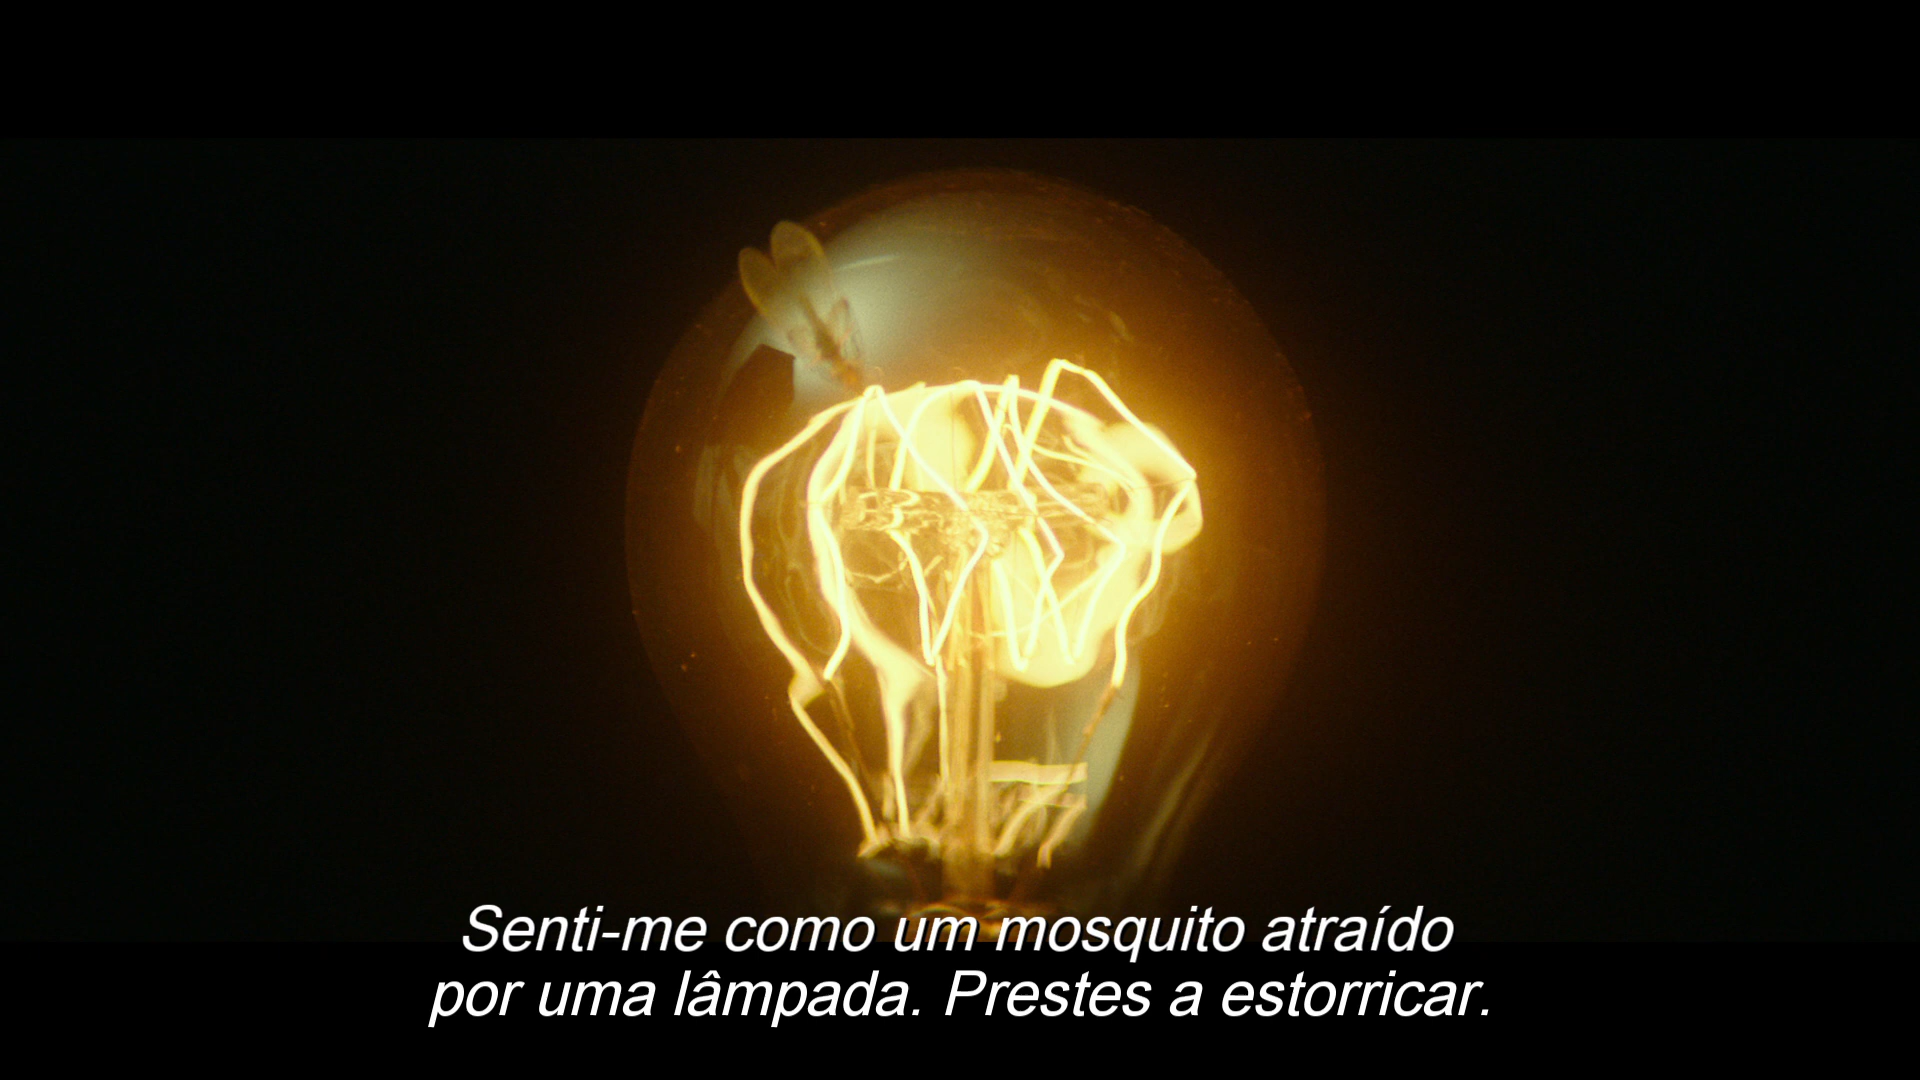 Senti-me como um mosquito atraído
por uma lâmpada. Prestes a estorricar.